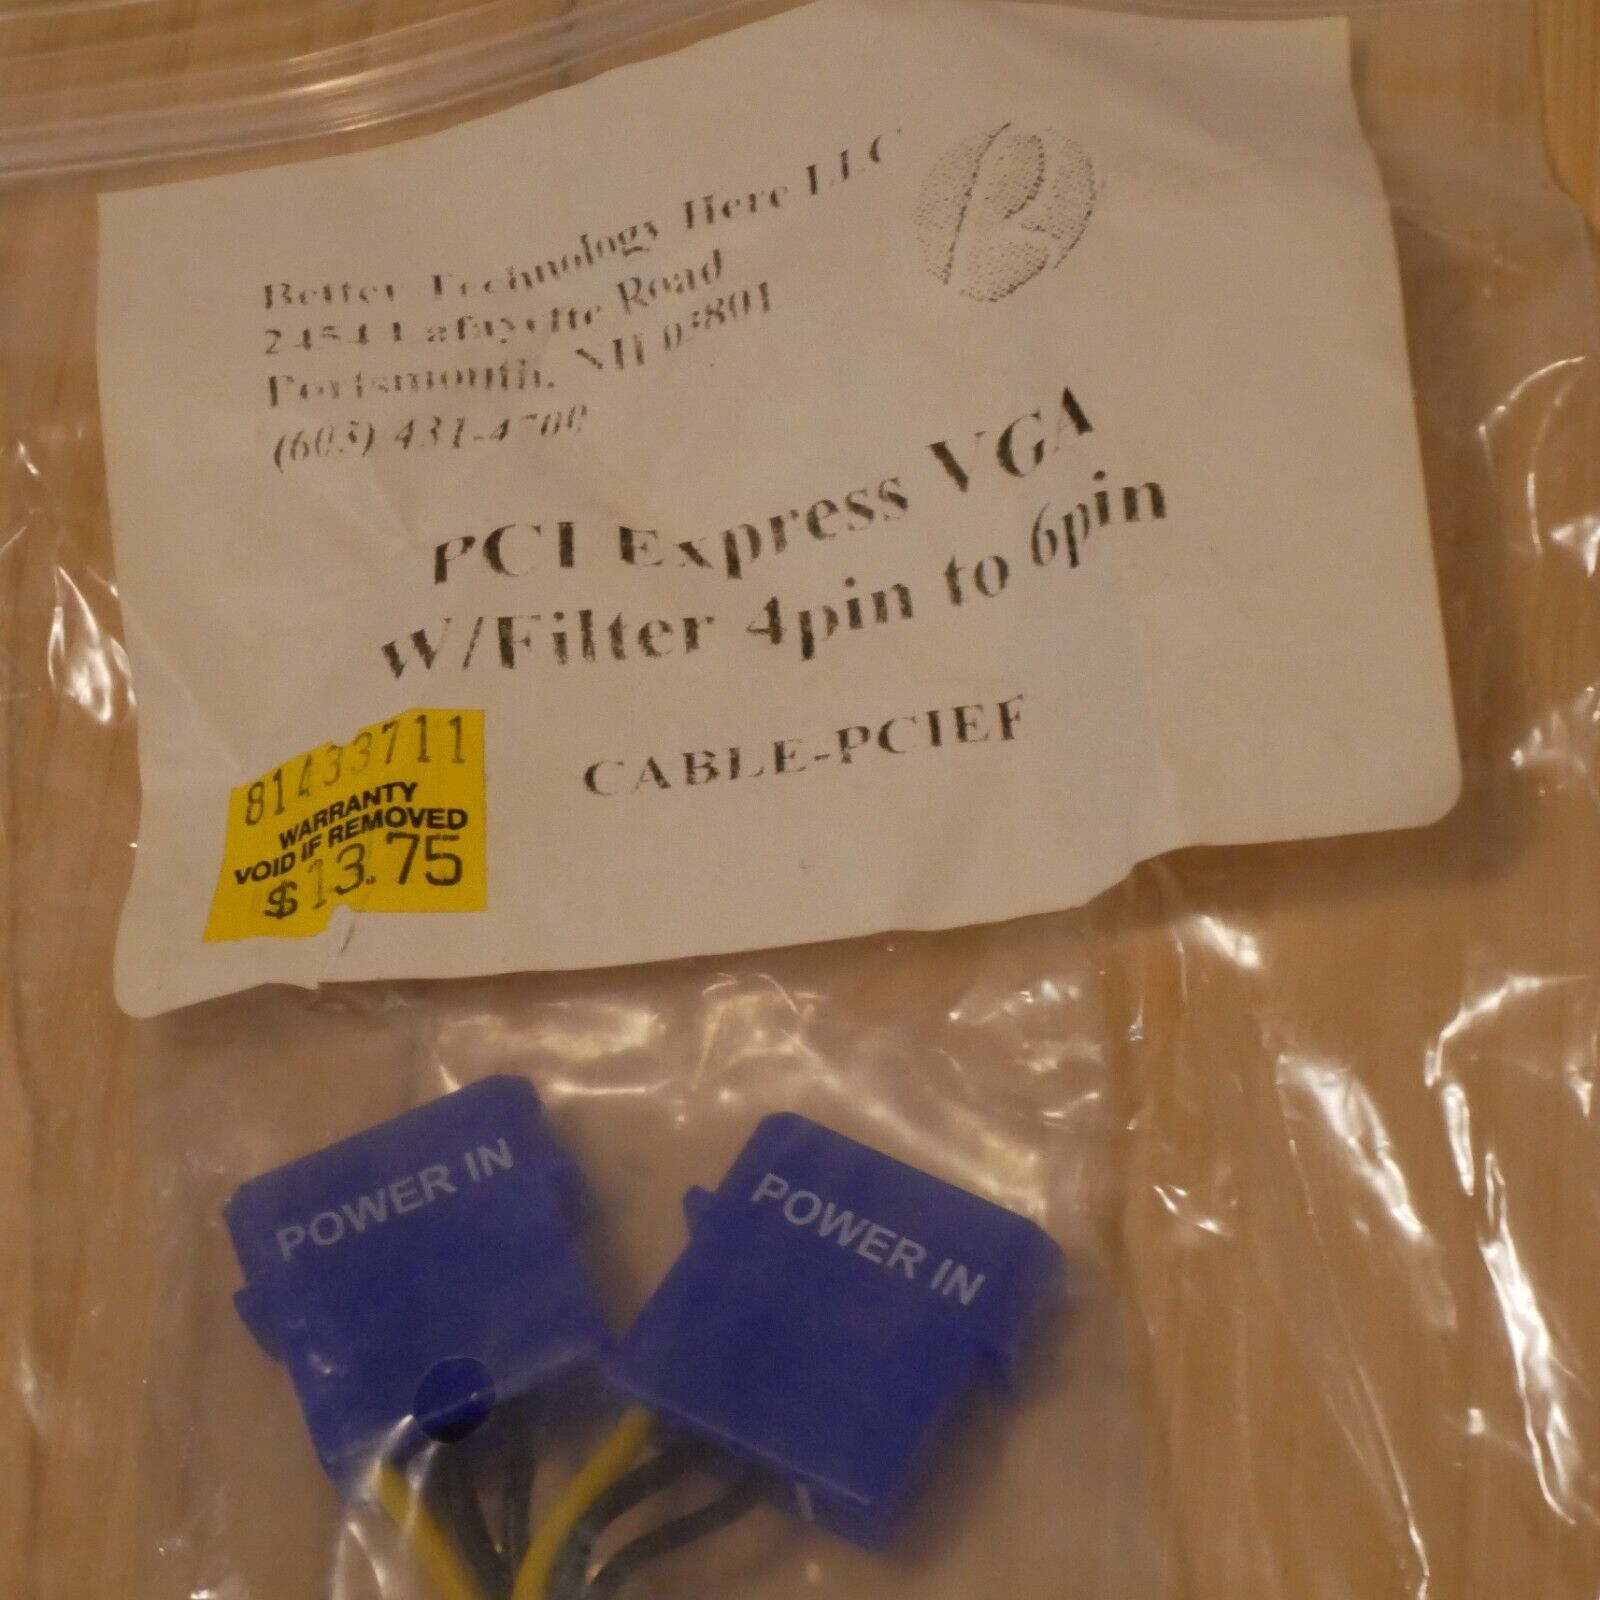 Better Technology Here LLC
2454 Lafayette Road
Portsmouth, NH 03801
(603) 431-4700
PCI Express VGA
W/Filter 4pin to 6pin
CABLE-PCIEF
81433711
WARRANTY
VOID IF REMOVED
$13.75
POWER IN
POWER IN